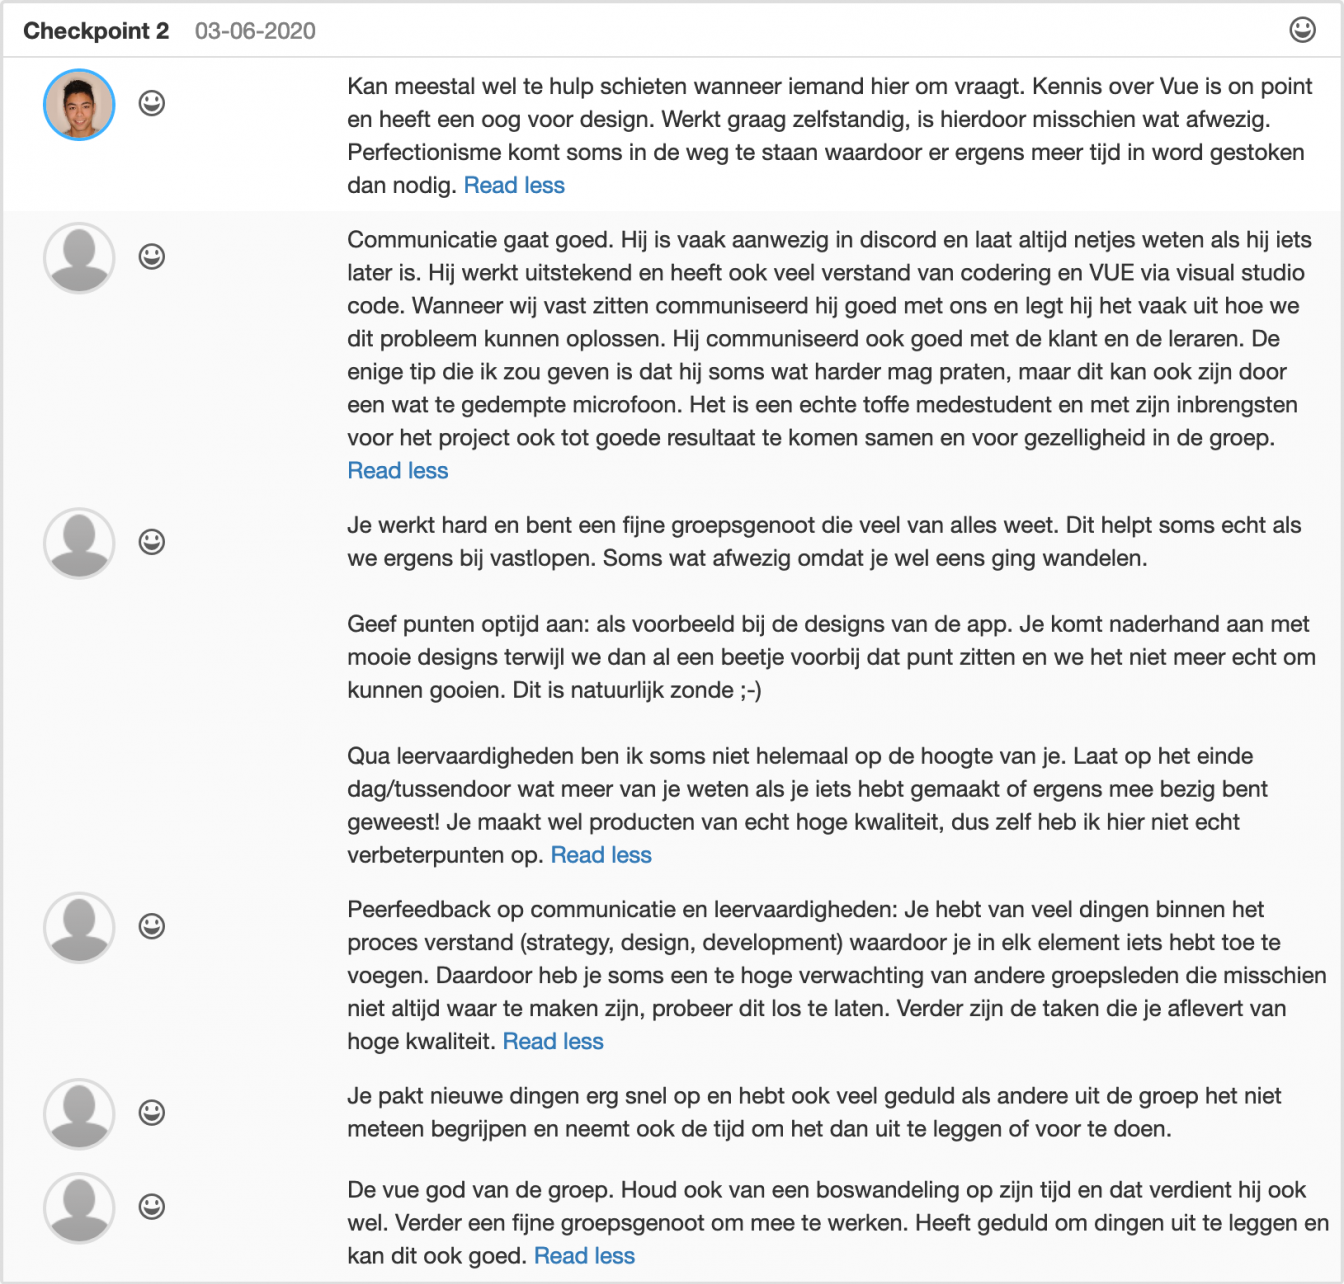 Checkpoint 2 03-06-2020
Kan meestal wel te hulp schieten wanneer iemand hier om vraagt. Kennis over Vue is on point
en heeft een oog voor design. Werkt graag zelfstandig, is hierdoor misschien wat afwezig.
Perfectionisme komt soms in de weg te staan waardoor er ergens meer tijd in word gestoken
dan nodig. Read less
Communicatie gaat goed. Hij is vaak aanwezig in discord en laat altijd netjes weten als hij iets
later is. Hij werkt uitstekend en heeft ook veel verstand van codering en VUE via visual studio
code. Wanneer wij vast zitten communiseerd hij goed met ons en legt hij het vaak uit hoe we
dit probleem kunnen oplossen. Hij communiseerd ook goed met de klant en de leraren. De
enige tip die ik zou geven is dat hij soms wat harder mag praten, maar dit kan ook zijn door
een wat te gedempte microfoon. Het is een echte toffe medestudent en met zijn inbrengsten
voor het project ook tot goede resultaat te komen samen en voor gezelligheid in de groep.
Read less
Je werkt hard en bent een fijne groepsgenoot die veel van alles weet. Dit helpt soms echt als
we ergens bij vastlopen. Soms wat afwezig omdat je wel eens ging wandelen.
Geef punten optijd aan: als voorbeeld bij de designs van de app. Je komt naderhand aan met
mooie designs terwijl we dan al een beetje voorbij dat punt zitten en we het niet meer echt om
kunnen gooien. Dit is natuurlijk zonde ;-)
Qua leervaardigheden ben ik soms niet helemaal op de hoogte van je. Laat op het einde
dag/tussendoor wat meer van je weten als je iets hebt gemaakt of ergens mee bezig bent
geweest! Je maakt wel producten van echt hoge kwaliteit, dus zelf heb ik hier niet echt
verbeterpunten op. Read less
Peerfeedback op communicatie en leervaardigheden: Je hebt van veel dingen binnen het
proces verstand (strategy, design, development) waardoor je in elk element iets hebt toe te
voegen. Daardoor heb je soms een te hoge verwachting van andere groepsleden die misschien
niet altijd waar te maken zijn, probeer dit los te laten. Verder zijn de taken die je aflevert van
hoge kwaliteit. Read less
Je pakt nieuwe dingen erg snel op en hebt ook veel geduld als andere uit de groep het niet
meteen begrijpen en neemt ook de tijd om het dan uit te leggen of voor te doen.
De vue god van de groep. Houd ook van een boswandeling op zijn tijd en dat verdient hij ook
wel. Verder een fijne groepsgenoot om mee te werken. Heeft geduld om dingen uit te leggen en
kan dit ook goed. Read less